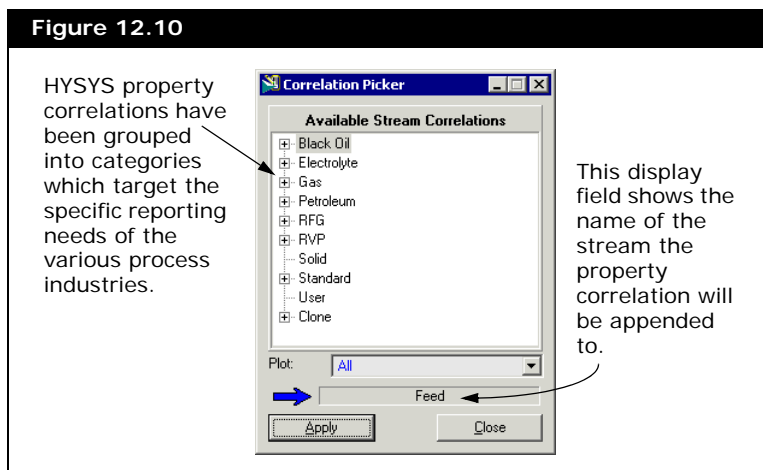 Figure 12.10
HYSYS property
correlations have
been grouped
into categories
which target the
specific reporting
needs of the
various process
industries.
Correlation Picker
Available Stream Correlations
Black Oil
Electrolyte
Gas
Petroleum
RFG
RVP
Solid
Standard
User
Clone
Plot: All
Feed
Apply Close
This display
field shows the
name of the
stream the
property
correlation will
be appended
to.